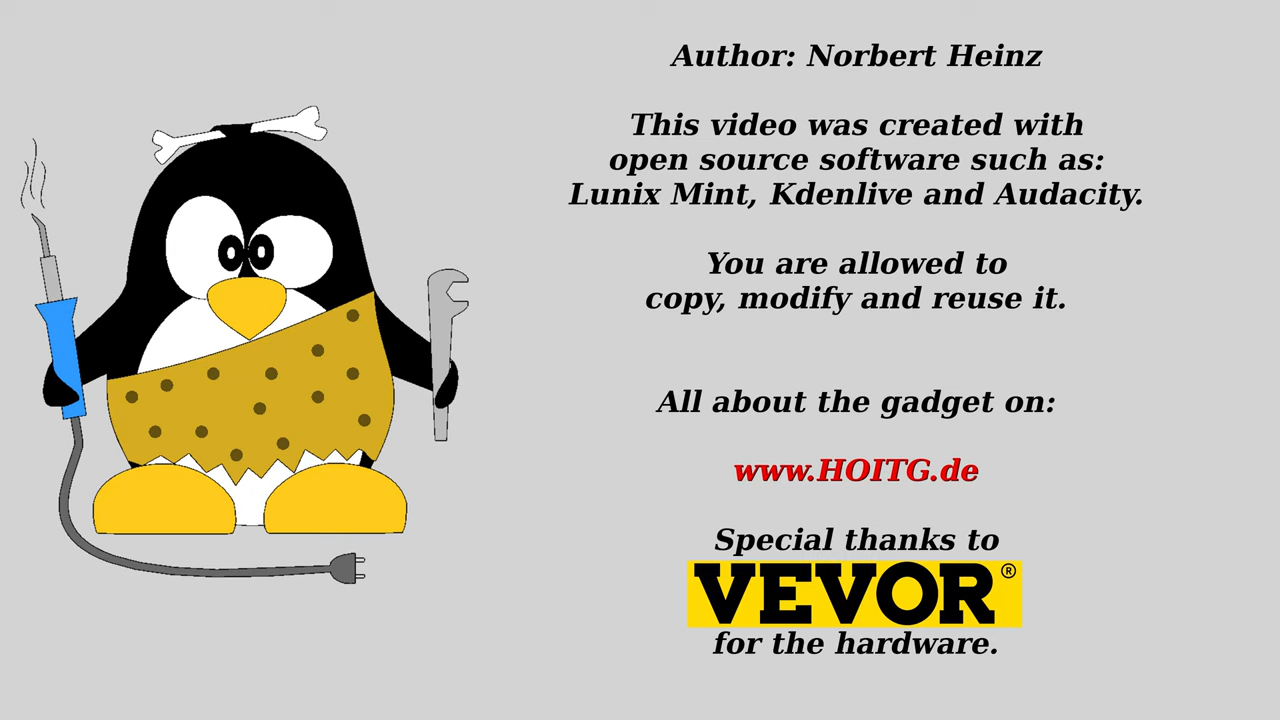 Author: Norbert Heinz
This video was created with
open source software such as:
Lunix Mint, Kdenlive and Audacity.
You are allowed to
copy, modify and reuse it.
All about the gadget on:
www.HOITG.de
Special thanks to
VEVOR®
for the hardware.